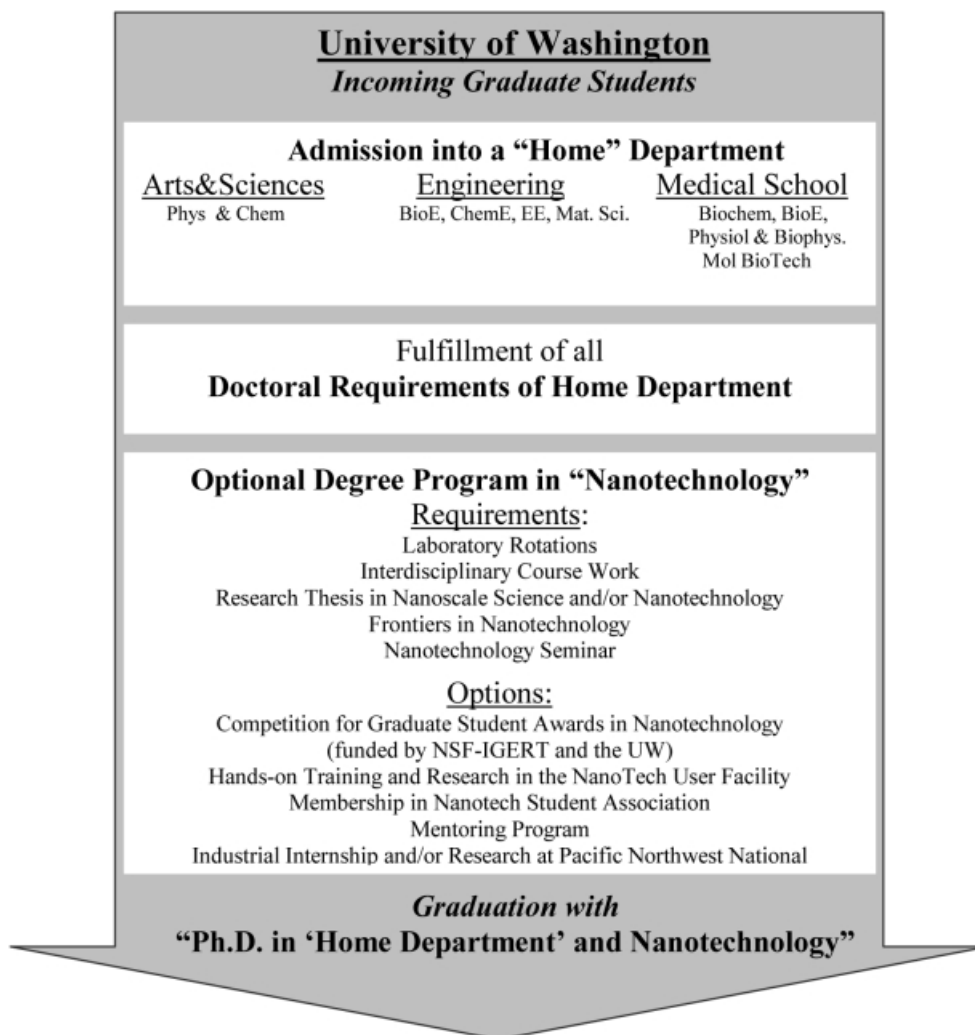 University of Washington
Incoming Graduate Students
Admission into a “Home” Department
Arts&Sciences Engineering Medical School
Phys & Chem BioE, ChemE, EE, Mat. Sci. Biochem, BioE,
Physiol & Biophys.
Mol BioTech
Fulfillment of all
Doctoral Requirements of Home Department
Optional Degree Program in “Nanotechnology”
Requirements:
Laboratory Rotations
Interdisciplinary Course Work
Research Thesis in Nanoscale Science and/or Nanotechnology
Frontiers in Nanotechnology
Nanotechnology Seminar
Options:
Competition for Graduate Student Awards in Nanotechnology
(funded by NSF-IGERT and the UW)
Hands-on Training and Research in the NanoTech User Facility
Membership in Nanotech Student Association
Mentoring Program
Industrial Internship and/or Research at Pacific Northwest National
Graduation with
“Ph.D. in ‘Home Department’ and Nanotechnology”